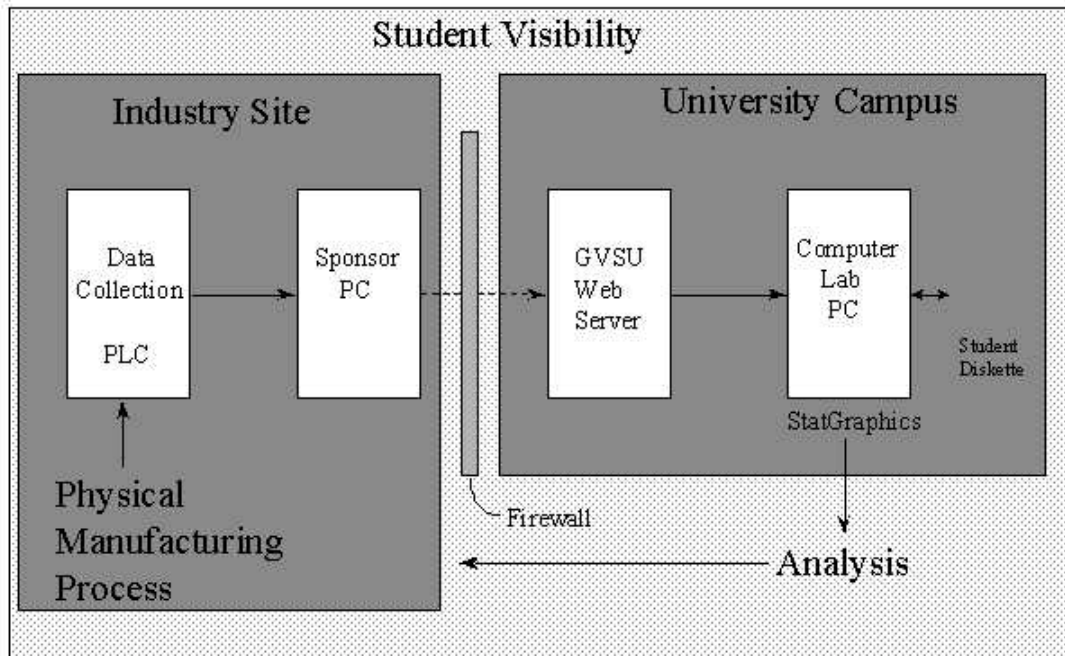 Student Visibility
Industry Site
University Campus
Data
Collection
PLC
Sponsor
PC
GVSU
Web
Server
Computer
Lab
PC
Student
Diskette
StatGraphics
Physical
Manufacturing
Process
Firewall
Analysis